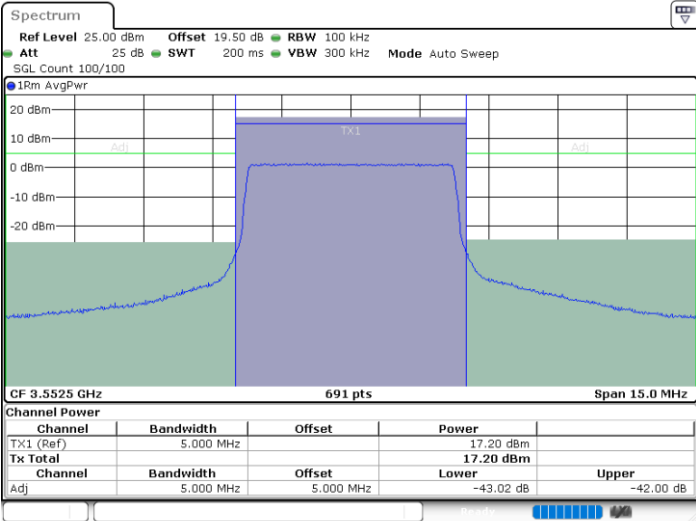 Spectrum
Ref Level 25.00 dBm Offset 19.50 dB RBW 100 kHz
Att 25 dB SWT 200 ms VBW 300 kHz Mode Auto Sweep
SGL Count 100/100
1Rm AvgPwr
20 dBm
TX1
10 dBm
Adj
Adj
0 dBm
-10 dBm
-20 dBm
CF 3.5525 GHz 691 pts Span 15.0 MHz
Channel Power
Channel Bandwidth Offset Power
TX1 (Ref) 5.000 MHz 17.20 dBm
Tx Total 17.20 dBm
Channel Bandwidth Offset Lower Upper
Adj 5.000 MHz 5.000 MHz -43.02 dB -42.00 dB
Ready